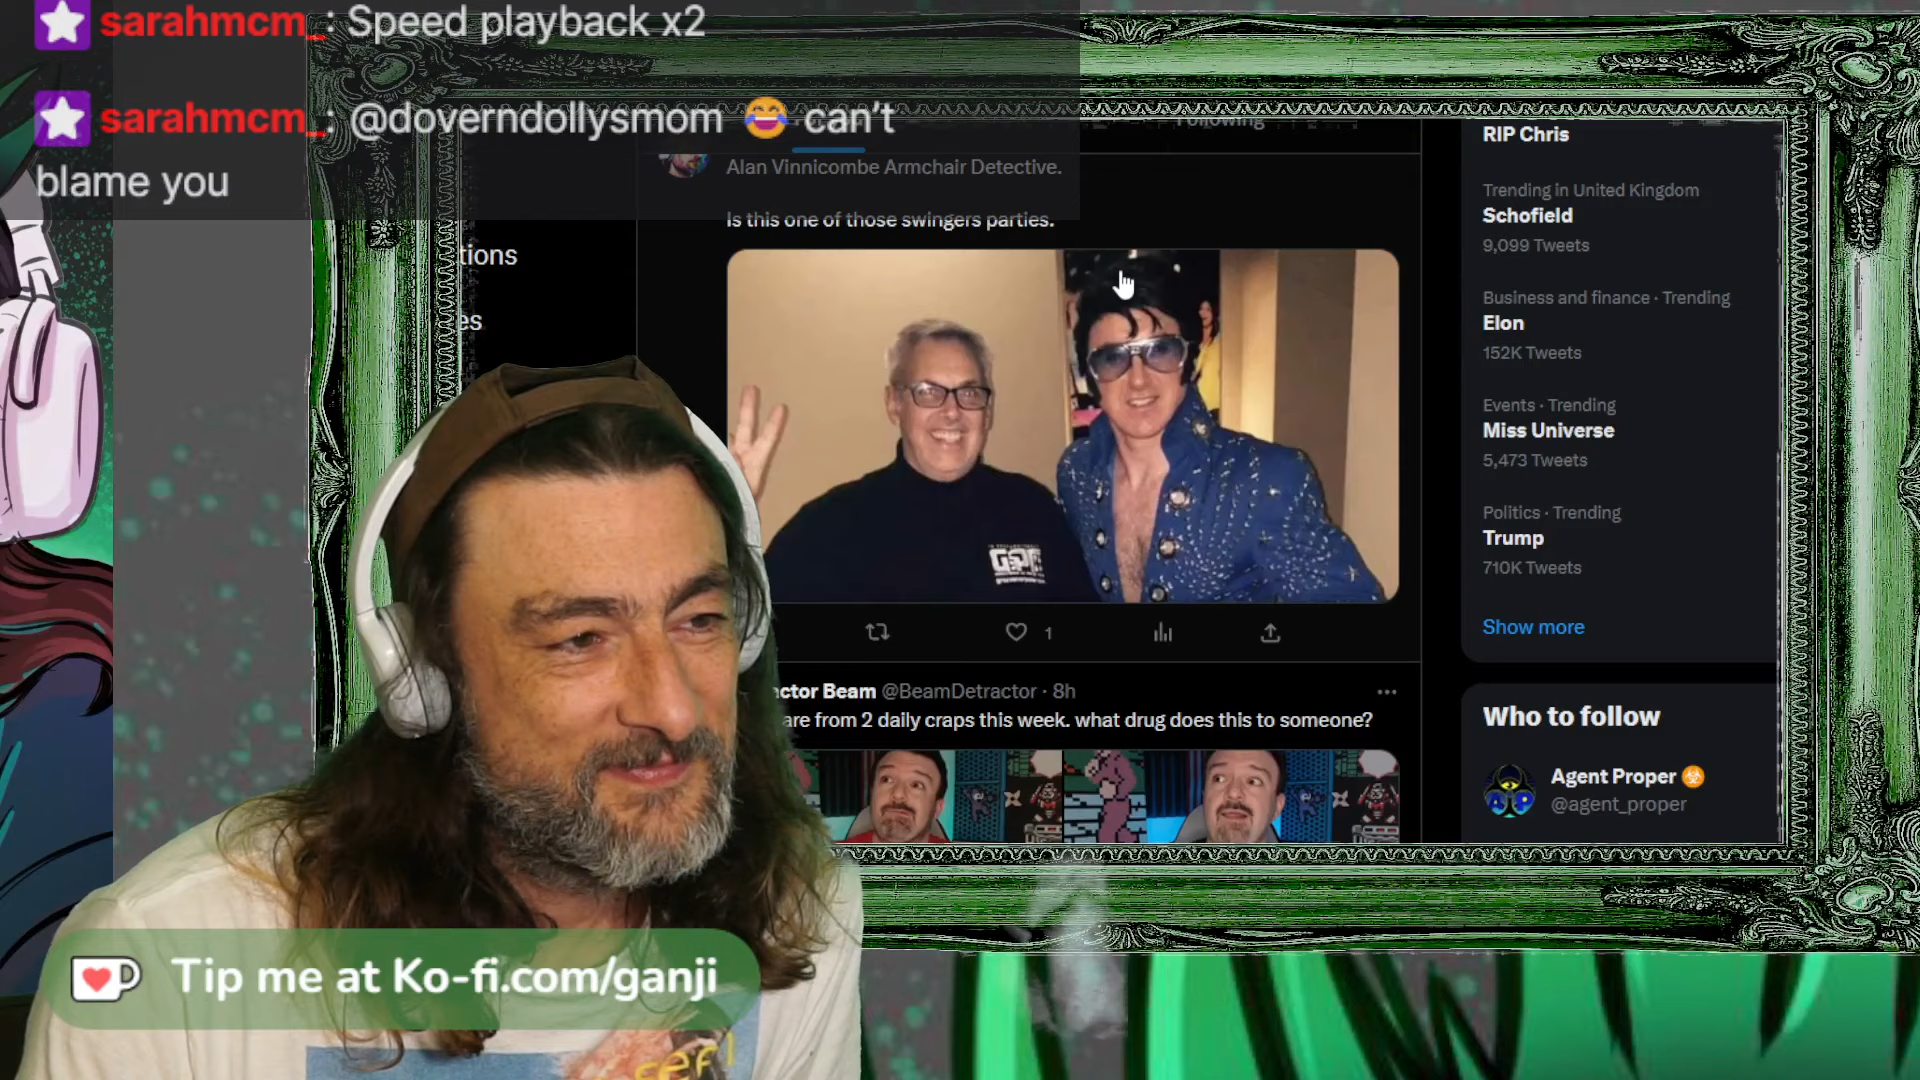 sarahmcm_: Speed playback x2
sarahmcm_: @doverndollysmom 😂 can't
blame you
Following
Alan Vinnicombe Armchair Detective.
Is this one of those swingers parties.
tions
es
1
actor Beam @BeamDetractor · 8h
are from 2 daily craps this week. what drug does this to someone?
RIP Chris
Trending in United Kingdom
Schofield
9,099 Tweets
Business and finance · Trending
Elon
152K Tweets
Events · Trending
Miss Universe
5,473 Tweets
Politics · Trending
Trump
710K Tweets
Show more
Who to follow
Agent Proper
@agent_proper
Tip me at Ko-fi.com/ganji